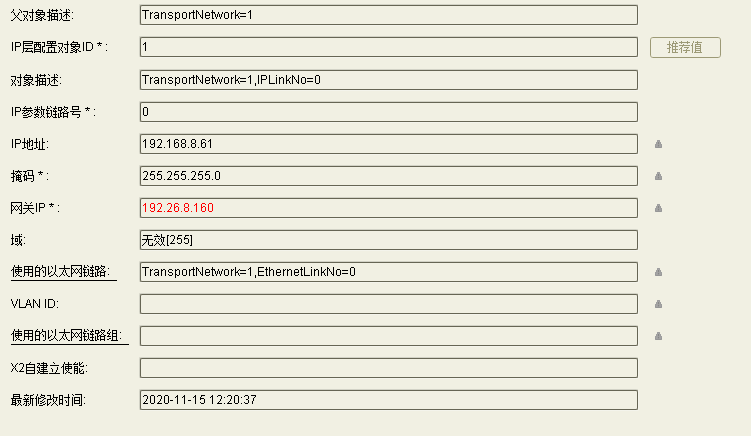 父对象描述: TransportNetwork=1
IP层配置对象ID * : 1 推荐值
对象描述: TransportNetwork=1,IPLinkNo=0
IP参数链路号 * : 0
IP地址: 192.168.8.61
掩码 * : 255.255.255.0
网关IP * : 192.26.8.160
域: 无效[255]
使用的以太网链路: TransportNetwork=1,EthernetLinkNo=0
VLAN ID:
使用的以太网链路组:
X2自建立使能:
最新修改时间: 2020-11-15 12:20:37